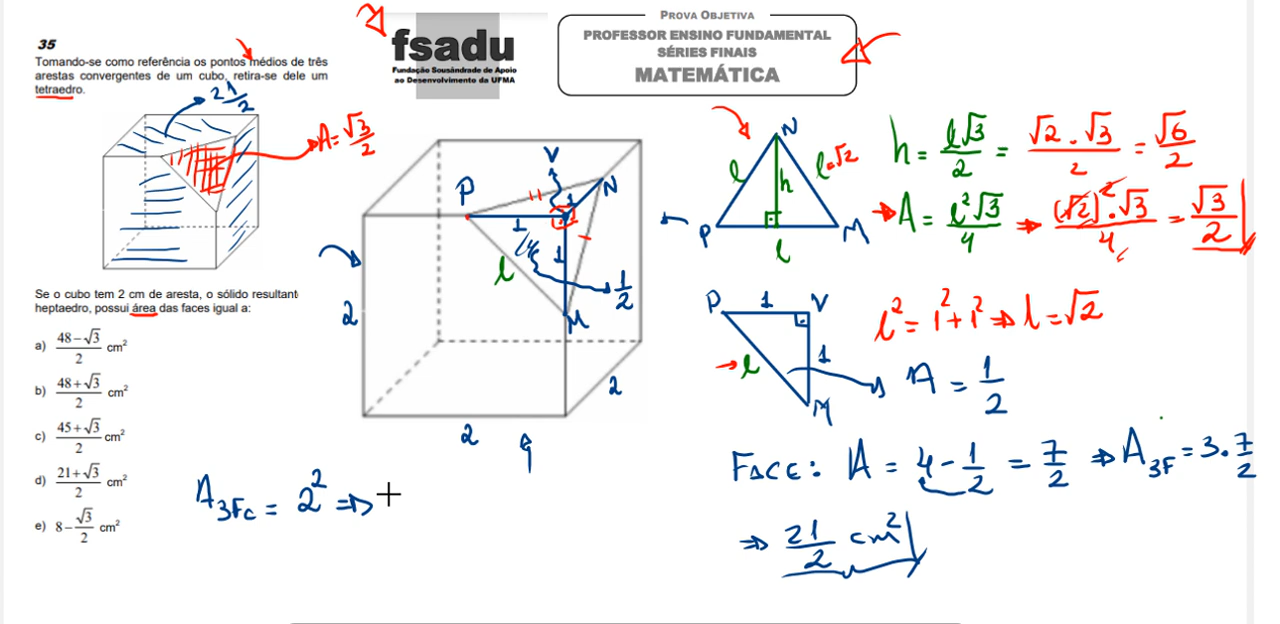 35
Tomando-se como referência os pontos médios de três
arestas convergentes de um cubo, retira-se dele um
tetraedro.
21/2
A=√3/2
Se o cubo tem 2 cm de aresta, o sólido resultant
heptaedro, possui área das faces igual a:
a) (48−√3)/2 cm²
b) (48+√3)/2 cm²
c) (45+√3)/2 cm²
d) (21+√3)/2 cm²
e) 8−√3/2 cm²
fsadu
Fundação Sousândrade de Apoio
ao Desenvolvimento da UFMA
PROVA OBJETIVA
PROFESSOR ENSINO FUNDAMENTAL
SÉRIES FINAIS
MATEMÁTICA
V
P
N
1
1
1
l
1/2
M
2
2
2
N
l
h
l=√2
P
M
l
h = l√3/2 = √2.√3/2 = √6/2
A = l²√3/4 ⇒ (√2)².√3/4 = √3/2
P 1 V
1
l
M
l² = 1² + 1² ⇒ l = √2
A = 1/2
FACE: A = 4 − 1/2 = 7/2 ⇒ A3F = 3.7/2
⇒ 21/2 cm²
A3Fc = 2² ⇒